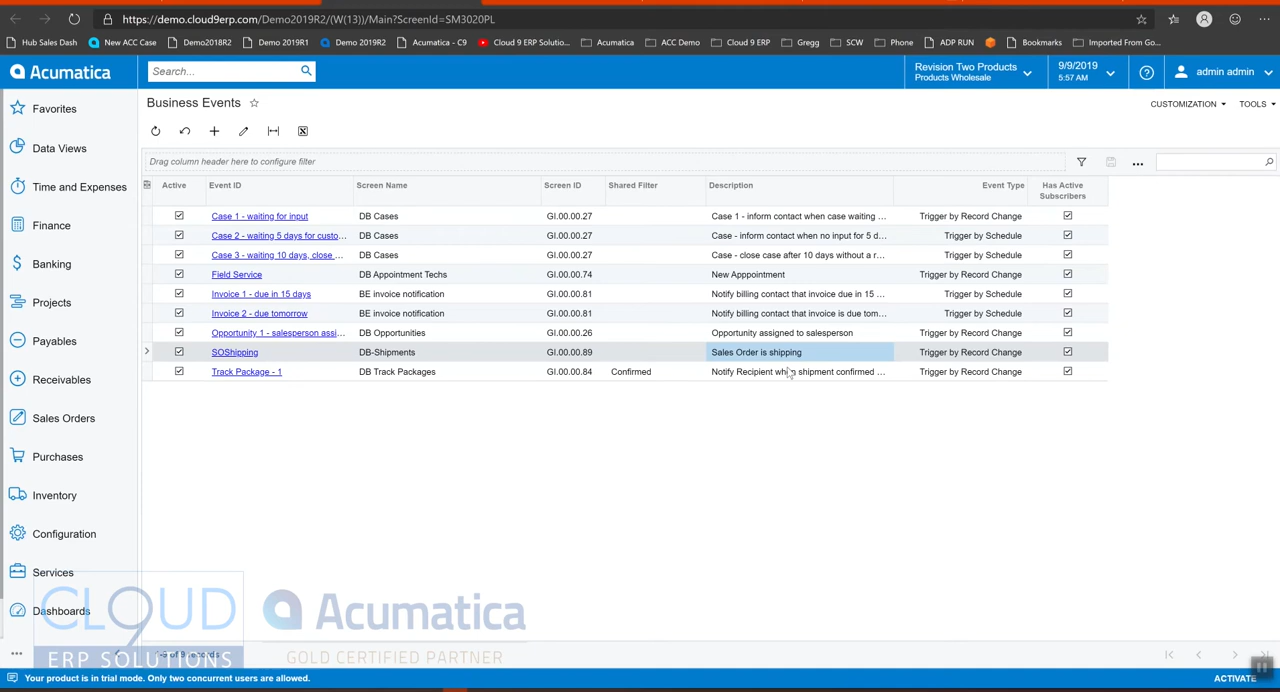 https://demo.cloud9erp.com/Demo2019R2/(W(13))/Main?ScreenId=SM3020PL
Hub Sales Dash New ACC Case Demo2018R2 Demo 2019R1 Demo 2019R2 Acumatica - C9 Cloud 9 ERP Solutio... Acumatica ACC Demo Cloud 9 ERP Gregg SCW Phone ADP RUN Bookmarks Imported From Go...
Acumatica Search... Revision Two Products Products Wholesale 9/9/2019 5:57 AM admin admin
Business Events CUSTOMIZATION TOOLS
Drag column header here to configure filter
Active Event ID Screen Name Screen ID Shared Filter Description Event Type Has Active Subscribers
Case 1 - waiting for input DB Cases GI.00.00.27 Case 1 - inform contact when case waiting ... Trigger by Record Change
Case 2 - waiting 5 days for custo... DB Cases GI.00.00.27 Case - inform contact when no input for 5 d... Trigger by Schedule
Case 3 - waiting 10 days, close ... DB Cases GI.00.00.27 Case - close case after 10 days without a r... Trigger by Schedule
Field Service DB Appointment Techs GI.00.00.74 New Apppointment Trigger by Record Change
Invoice 1 - due in 15 days BE invoice notification GI.00.00.81 Notify billing contact that invoice due in 15 ... Trigger by Schedule
Invoice 2 - due tomorrow BE invoice notification GI.00.00.81 Notify billing contact that invoice is due tom... Trigger by Schedule
Opportunity 1 - salesperson assi... DB Opportunities GI.00.00.26 Opportunity assigned to salesperson Trigger by Record Change
SOShipping DB-Shipments GI.00.00.89 Sales Order is shipping Trigger by Record Change
Track Package - 1 DB Track Packages GI.00.00.84 Confirmed Notify Recipient when shipment confirmed ... Trigger by Record Change
Favorites
Data Views
Time and Expenses
Finance
Banking
Projects
Payables
Receivables
Sales Orders
Purchases
Inventory
Configuration
Services
Dashboards
CLOUD 9
ERP SOLUTIONS
Acumatica
GOLD CERTIFIED PARTNER
1-9 of 9 records
Your product is in trial mode. Only two concurrent users are allowed. ACTIVATE